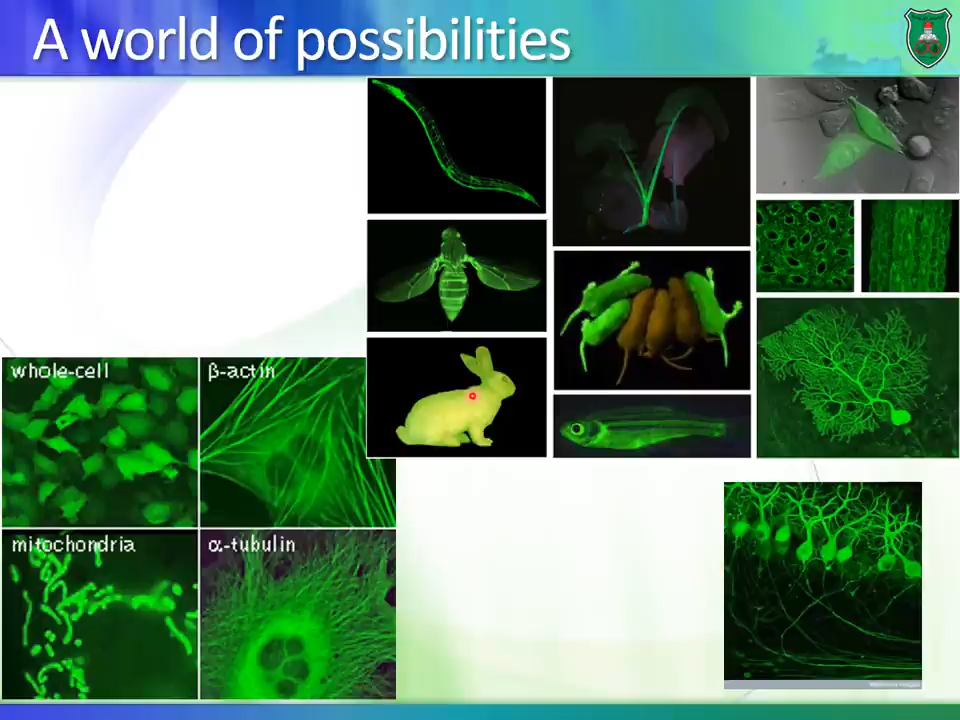 A world of possibilities
whole-cell
β-actin
mitochondria
α-tubulin